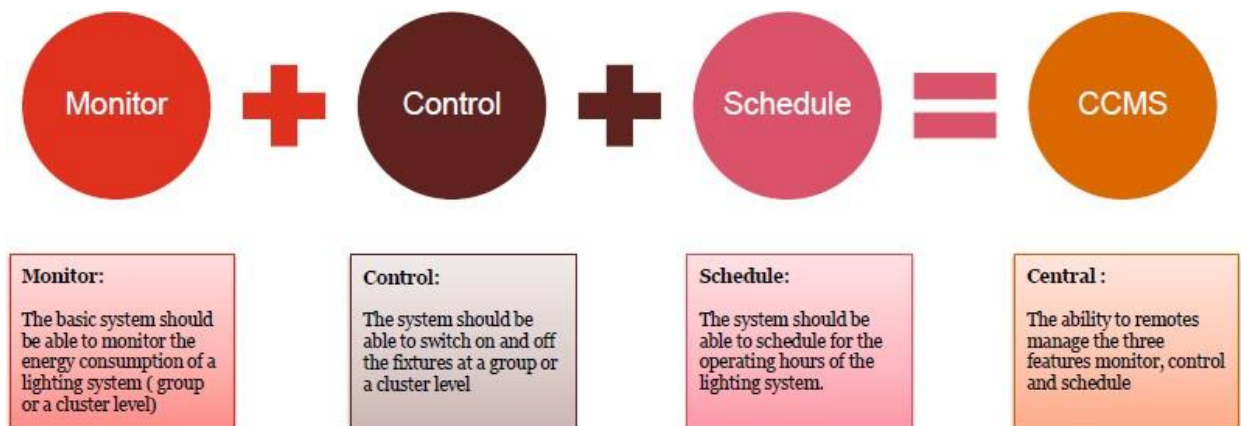 Monitor
Control
Schedule
CCMS
Monitor:
The basic system should
be able to monitor the
energy consumption of a
lighting system ( group
or a cluster level)
Control:
The system should be
able to switch on and off
the fixtures at a group or
a cluster level
Schedule:
The system should be
able to schedule for the
operating hours of the
lighting system.
Central :
The ability to remotes
manage the three
features monitor, control
and schedule